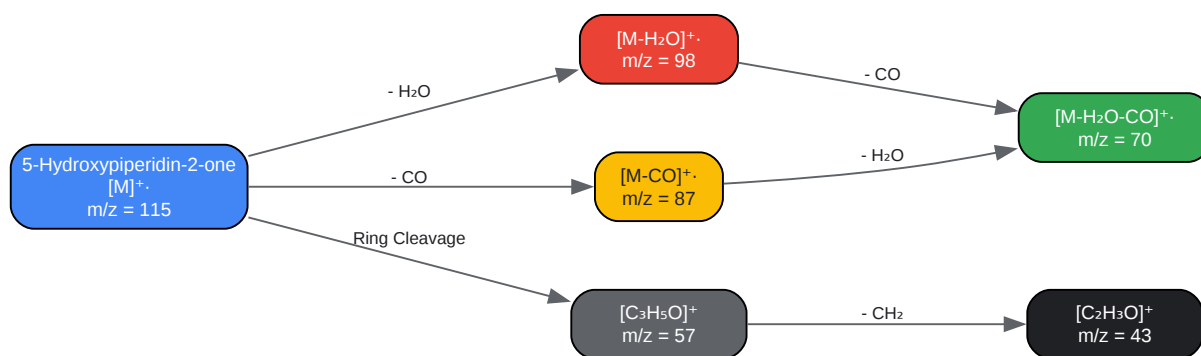 [M-H₂O]⁺·
m/z = 98
- CO
- H₂O
[M-H₂O-CO]⁺·
m/z = 70
5-Hydroxypiperidin-2-one
[M]⁺·
m/z = 115
- CO
[M-CO]⁺·
m/z = 87
- H₂O
Ring Cleavage
[C₃H₅O]⁺
m/z = 57
- CH₂
[C₂H₃O]⁺
m/z = 43